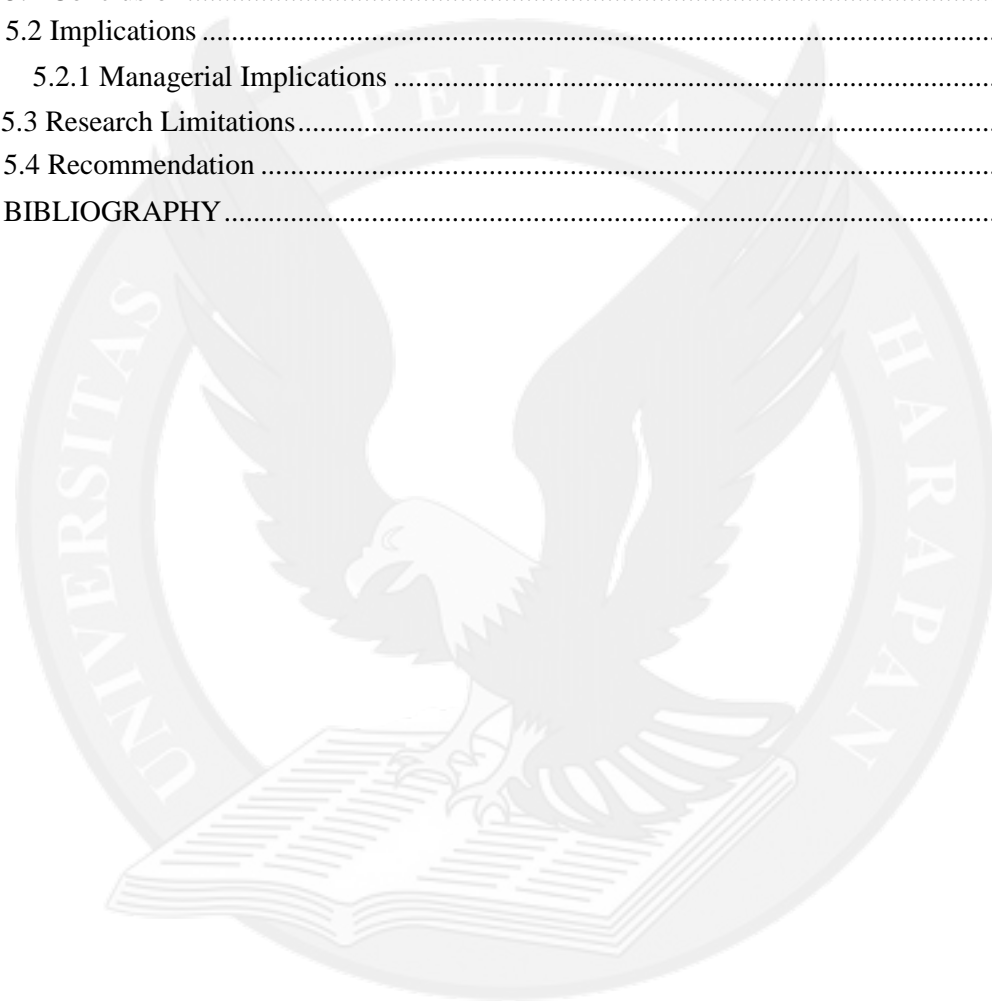 5.2 Implications ........................................................................................................
5.2.1 Managerial Implications ........................................................................................
5.3 Research Limitations........................................................................................................
5.4 Recommendation ........................................................................................................
BIBLIOGRAPHY........................................................................................................
UNIVERSITAS PELITA HARAPAN